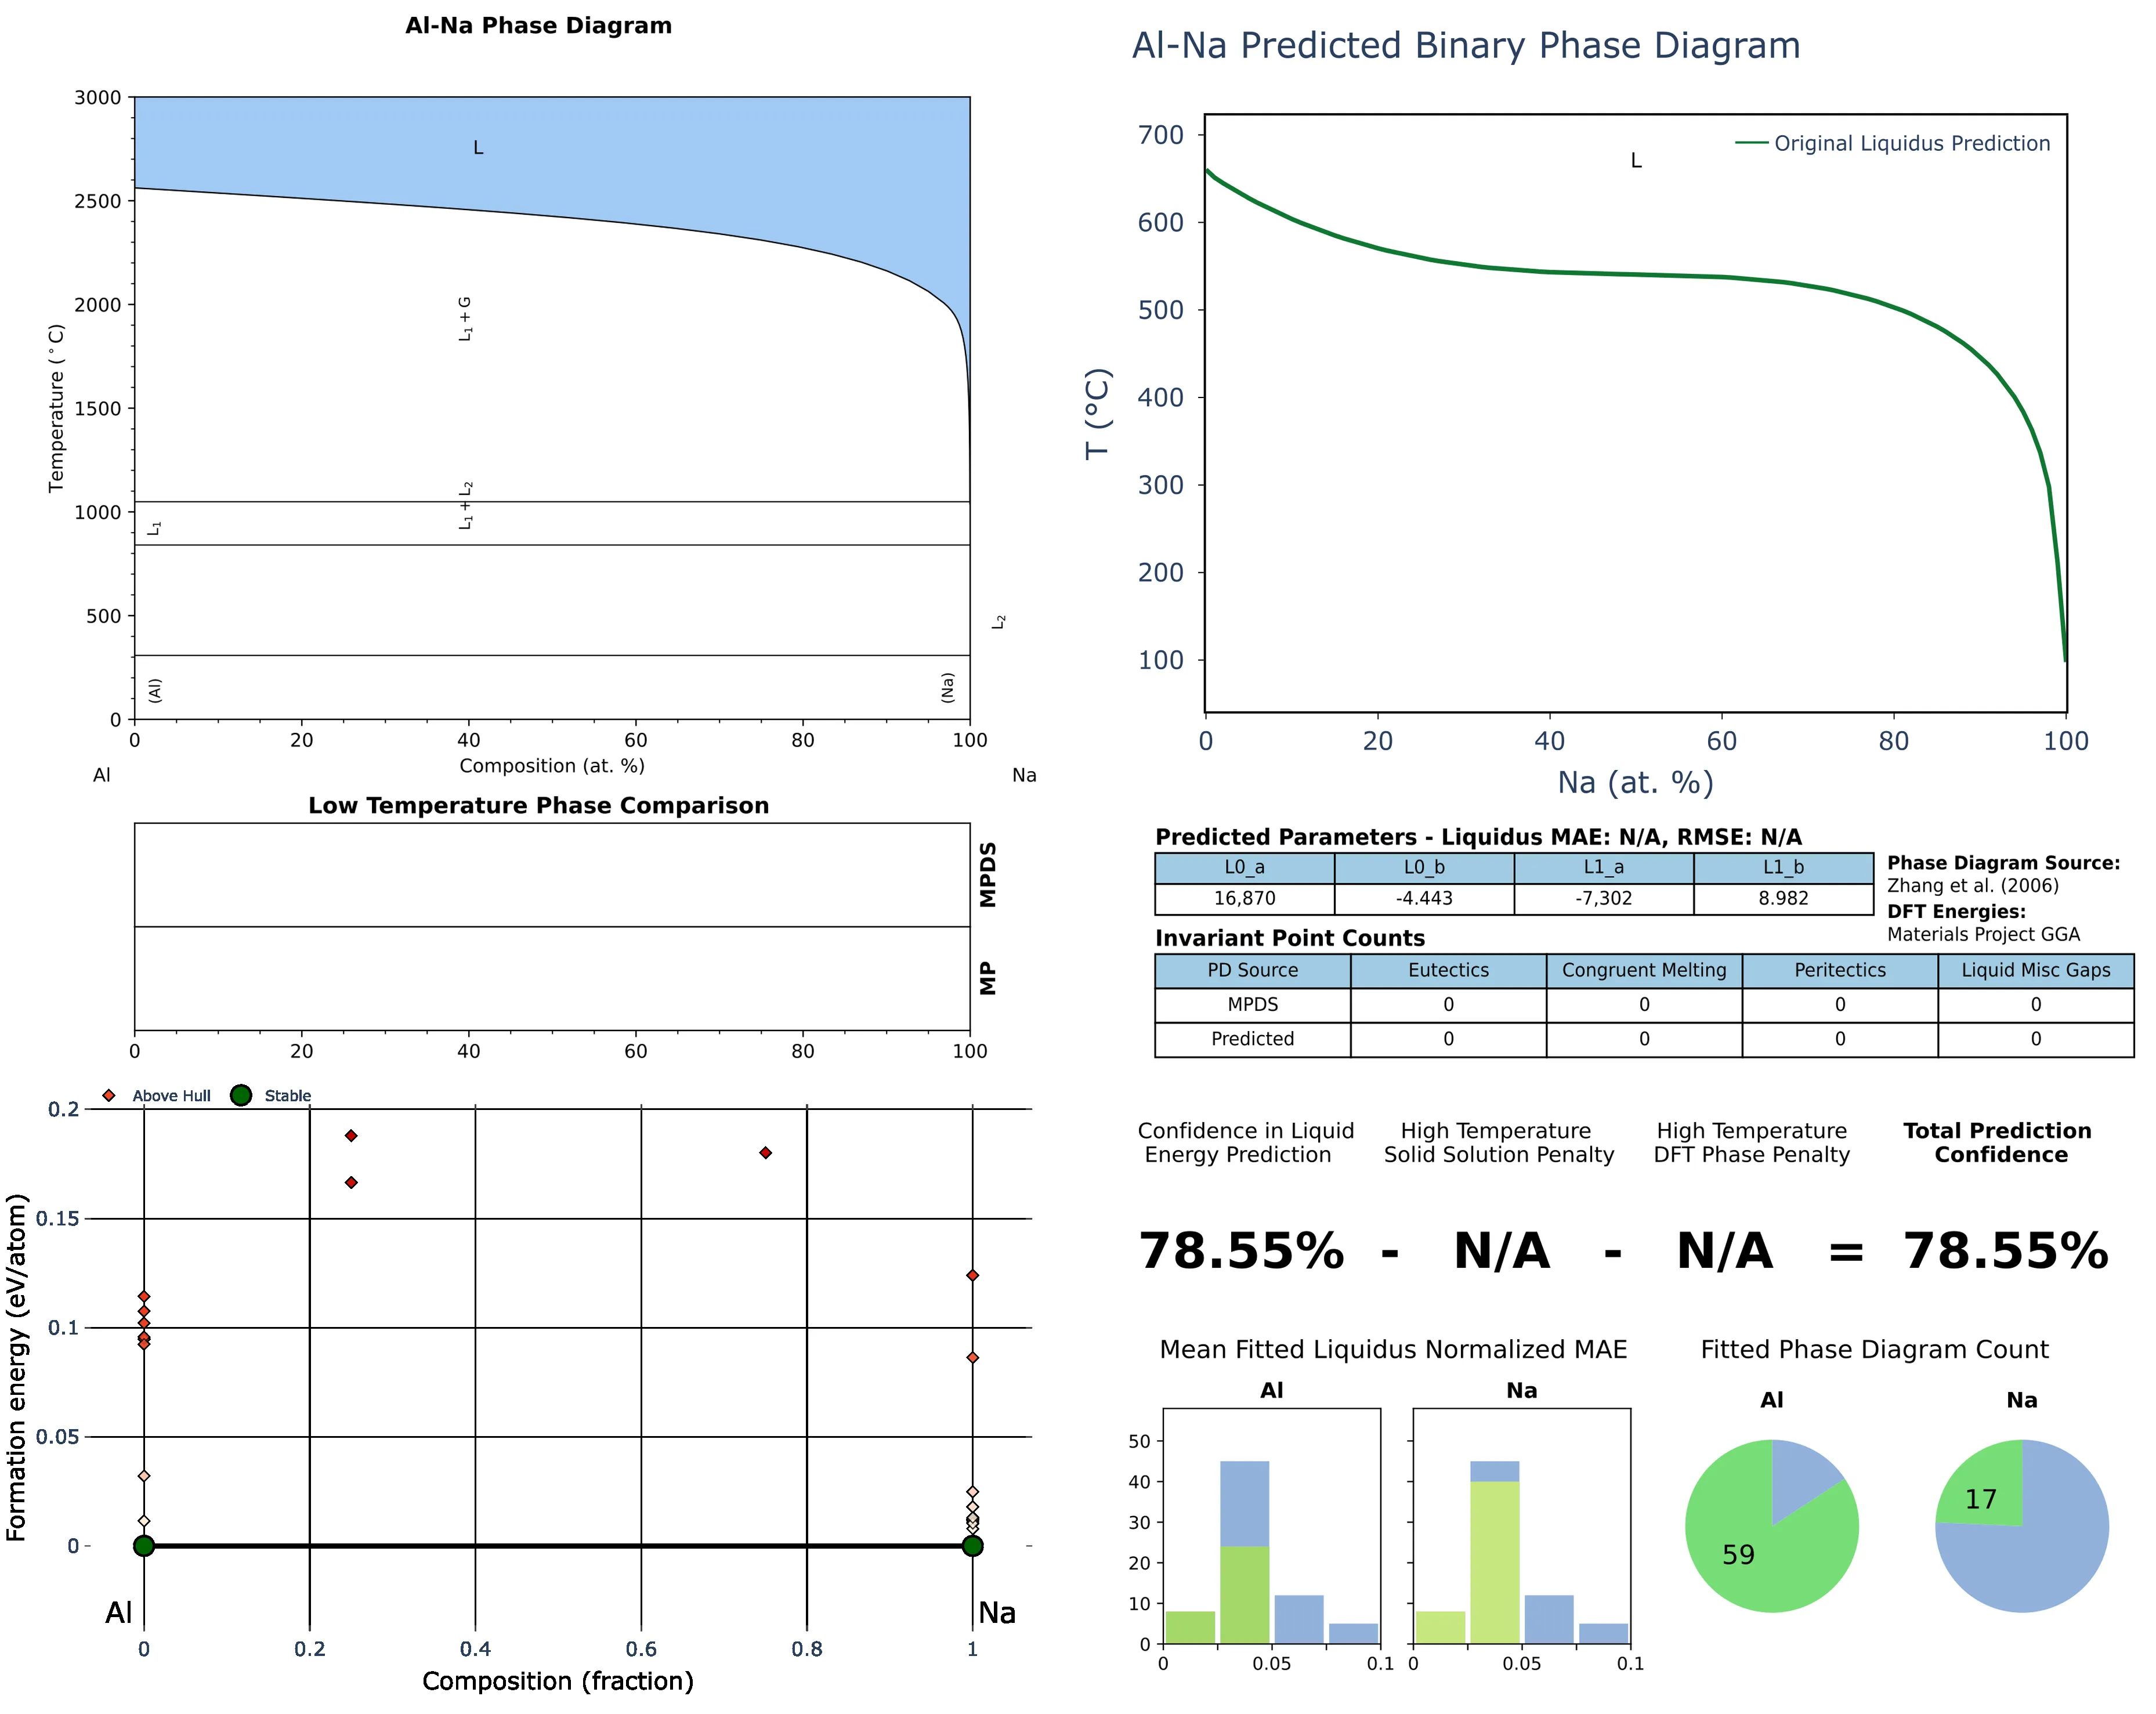 Al-Na Phase Diagram
3000
2500
2000
1500
1000
500
0
Temperature (°C)
L
L₁ + G
L₁ + L₂
L₁
L₂
(Al)
(Na)
0 20 40 60 80 100
Composition (at. %)
Al Na
Low Temperature Phase Comparison
MPDS
MP
0 20 40 60 80 100
Above Hull Stable
0.2
0.15
0.1
0.05
0
Formation energy (eV/atom)
Al Na
0 0.2 0.4 0.6 0.8 1
Composition (fraction)
Al-Na Predicted Binary Phase Diagram
700
600
500
400
300
200
100
T (°C)
L
Original Liquidus Prediction
0 20 40 60 80 100
Na (at. %)
Predicted Parameters - Liquidus MAE: N/A, RMSE: N/A
L0_a L0_b L1_a L1_b
16,870 -4.443 -7,302 8.982
Phase Diagram Source:
Zhang et al. (2006)
DFT Energies:
Materials Project GGA
Invariant Point Counts
PD Source Eutectics Congruent Melting Peritectics Liquid Misc Gaps
MPDS 0 0 0 0
Predicted 0 0 0 0
Confidence in Liquid
Energy Prediction
High Temperature
Solid Solution Penalty
High Temperature
DFT Phase Penalty
Total Prediction
Confidence
78.55% - N/A - N/A = 78.55%
Mean Fitted Liquidus Normalized MAE
Al Na
50
40
30
20
10
0
0 0.05 0.1 0 0.05 0.1
Fitted Phase Diagram Count
Al Na
59
17